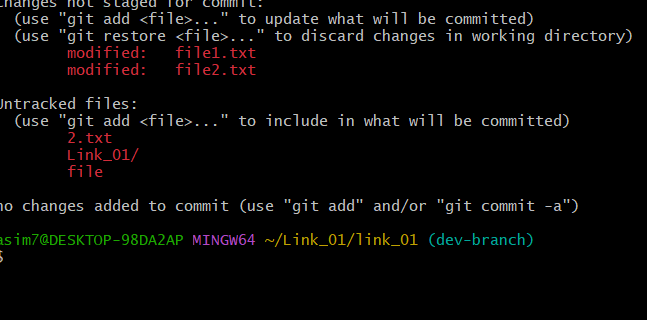 Changes not staged for commit:
  (use "git add <file>..." to update what will be committed)
  (use "git restore <file>..." to discard changes in working directory)
        modified:   file1.txt
        modified:   file2.txt

Untracked files:
  (use "git add <file>..." to include in what will be committed)
        2.txt
        Link_01/
        file

no changes added to commit (use "git add" and/or "git commit -a")

asim7@DESKTOP-98DA2AP MINGW64 ~/Link_01/link_01 (dev-branch)
$